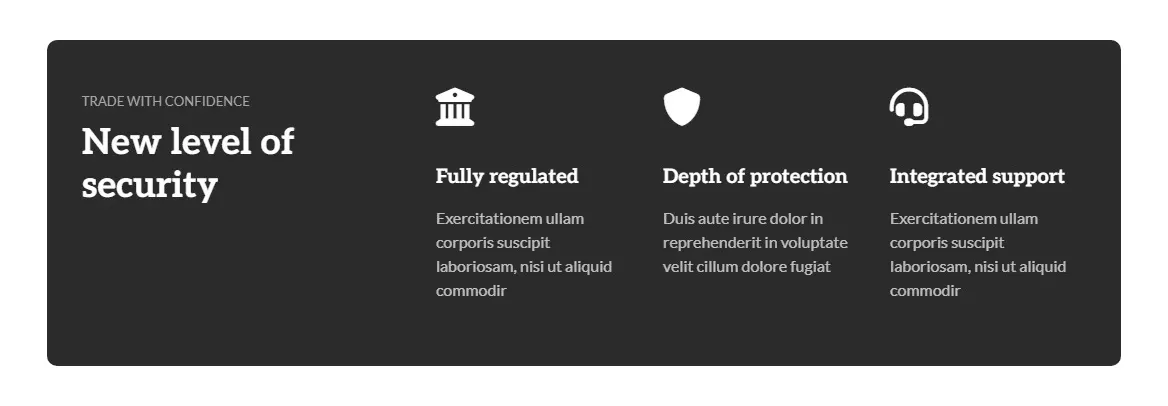 TRADE WITH CONFIDENCE
New level of
security
Fully regulated
Exercitationem ullam
corporis suscipit
laboriosam, nisi ut aliquid
commodir
Depth of protection
Duis aute irure dolor in
reprehenderit in voluptate
velit cillum dolore fugiat
Integrated support
Exercitationem ullam
corporis suscipit
laboriosam, nisi ut aliquid
commodir